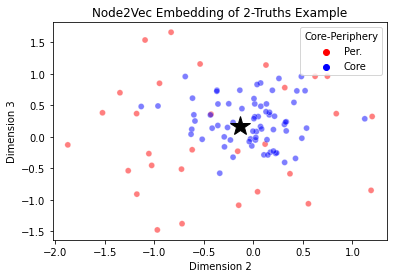 Node2Vec Embedding of 2-Truths Example
Core-Periphery
Per.
Core
1.5
1.0
0.5
0.0
−0.5
−1.0
−1.5
Dimension 3
−2.0 −1.5 −1.0 −0.5 0.0 0.5 1.0
Dimension 2